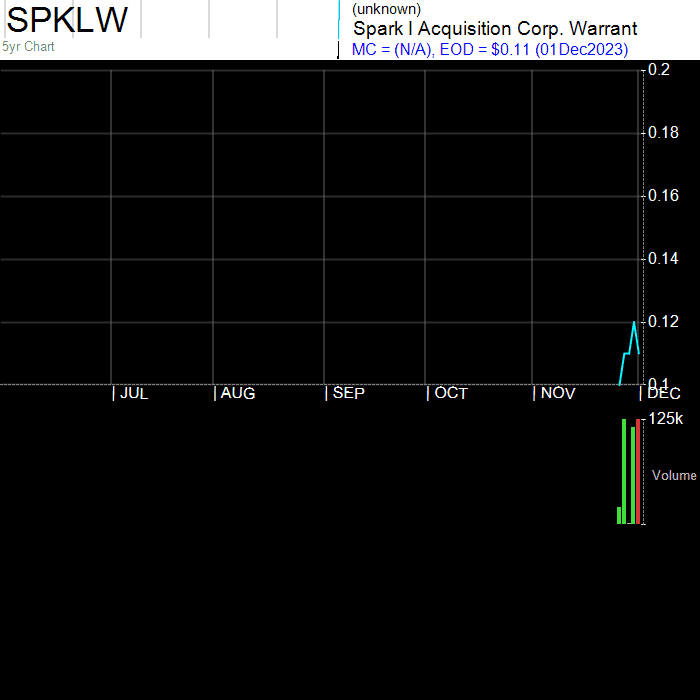 SPKLW
5yr Chart
(unknown)
Spark I Acquisition Corp. Warrant
MC = (N/A), EOD = $0.11 (01Dec2023)
0.2
0.18
0.16
0.14
0.12
0.1
JUL AUG SEP OCT NOV DEC
125k
Volume